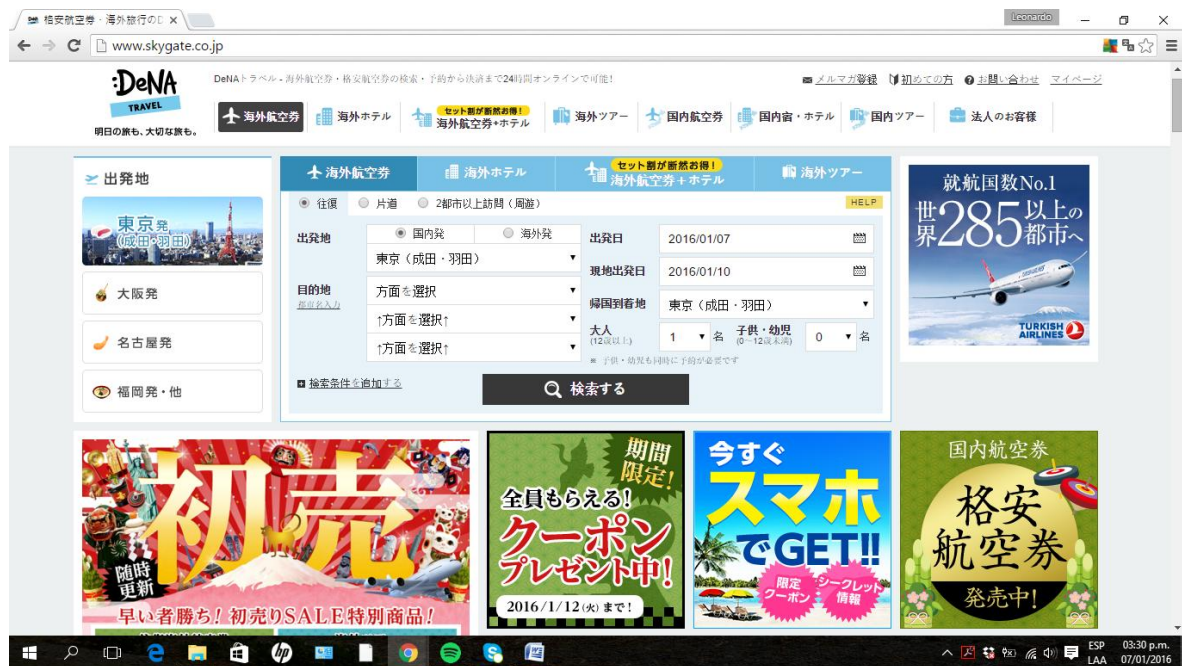 格安航空券・海外旅行のD
Leonardo
www.skygate.co.jp
:DeNA
TRAVEL
明日の旅も、大切な旅も。
DeNAトラベル - 海外航空券・格安航空券の検索・予約から決済まで24時間オンラインで可能!
メルマガ登録 初めての方 お問い合わせ マイページ
海外航空券
海外ホテル
セット割が断然お得!
海外航空券+ホテル
海外ツアー
国内航空券
国内宿・ホテル
国内ツアー
法人のお客様
出発地
東京発
(成田・羽田)
大阪発
名古屋発
福岡発・他
海外航空券
海外ホテル
セット割が断然お得!
海外航空券+ホテル
海外ツアー
往復 片道 2都市以上訪問(周遊)
HELP
出発地
国内発 海外発
東京(成田・羽田)
目的地
都市名入力
方面を選択
↑方面を選択↑
↑方面を選択↑
出発日 2016/01/07
現地出発日 2016/01/10
帰国到着地 東京(成田・羽田)
大人
(12歳以上)
1 名
子供・幼児
(0〜12歳未満)
0 名
※ 子供・幼児も同時に予約が必要です
検索条件を追加する
検索する
就航国数No.1
世界285以上の都市へ
TURKISH AIRLINES
初売
随時
更新
早い者勝ち! 初売りSALE特別商品!
期間
限定!
全員もらえる!
クーポン
プレゼント中!
2016/1/12(火)まで!
今すぐ
スマホ
でGET!!
限定
クーポン
シークレット
情報
国内航空券
格安
航空券
発売中!
hp
ESP
LAA
03:30 p.m.
07/01/2016